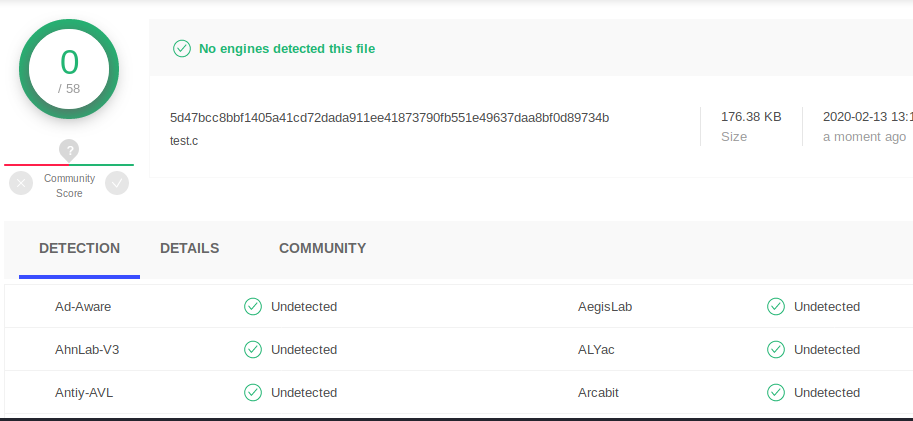 0
/ 58
No engines detected this file
5d47bcc8bbf1405a41cd72dada911ee41873790fb551e49637daa8bf0d89734b
test.c
176.38 KB
Size
2020-02-13 13:1
a moment ago
?
Community
Score
DETECTION DETAILS COMMUNITY
Ad-Aware Undetected AegisLab Undetected
AhnLab-V3 Undetected ALYac Undetected
Antiy-AVL Undetected Arcabit Undetected